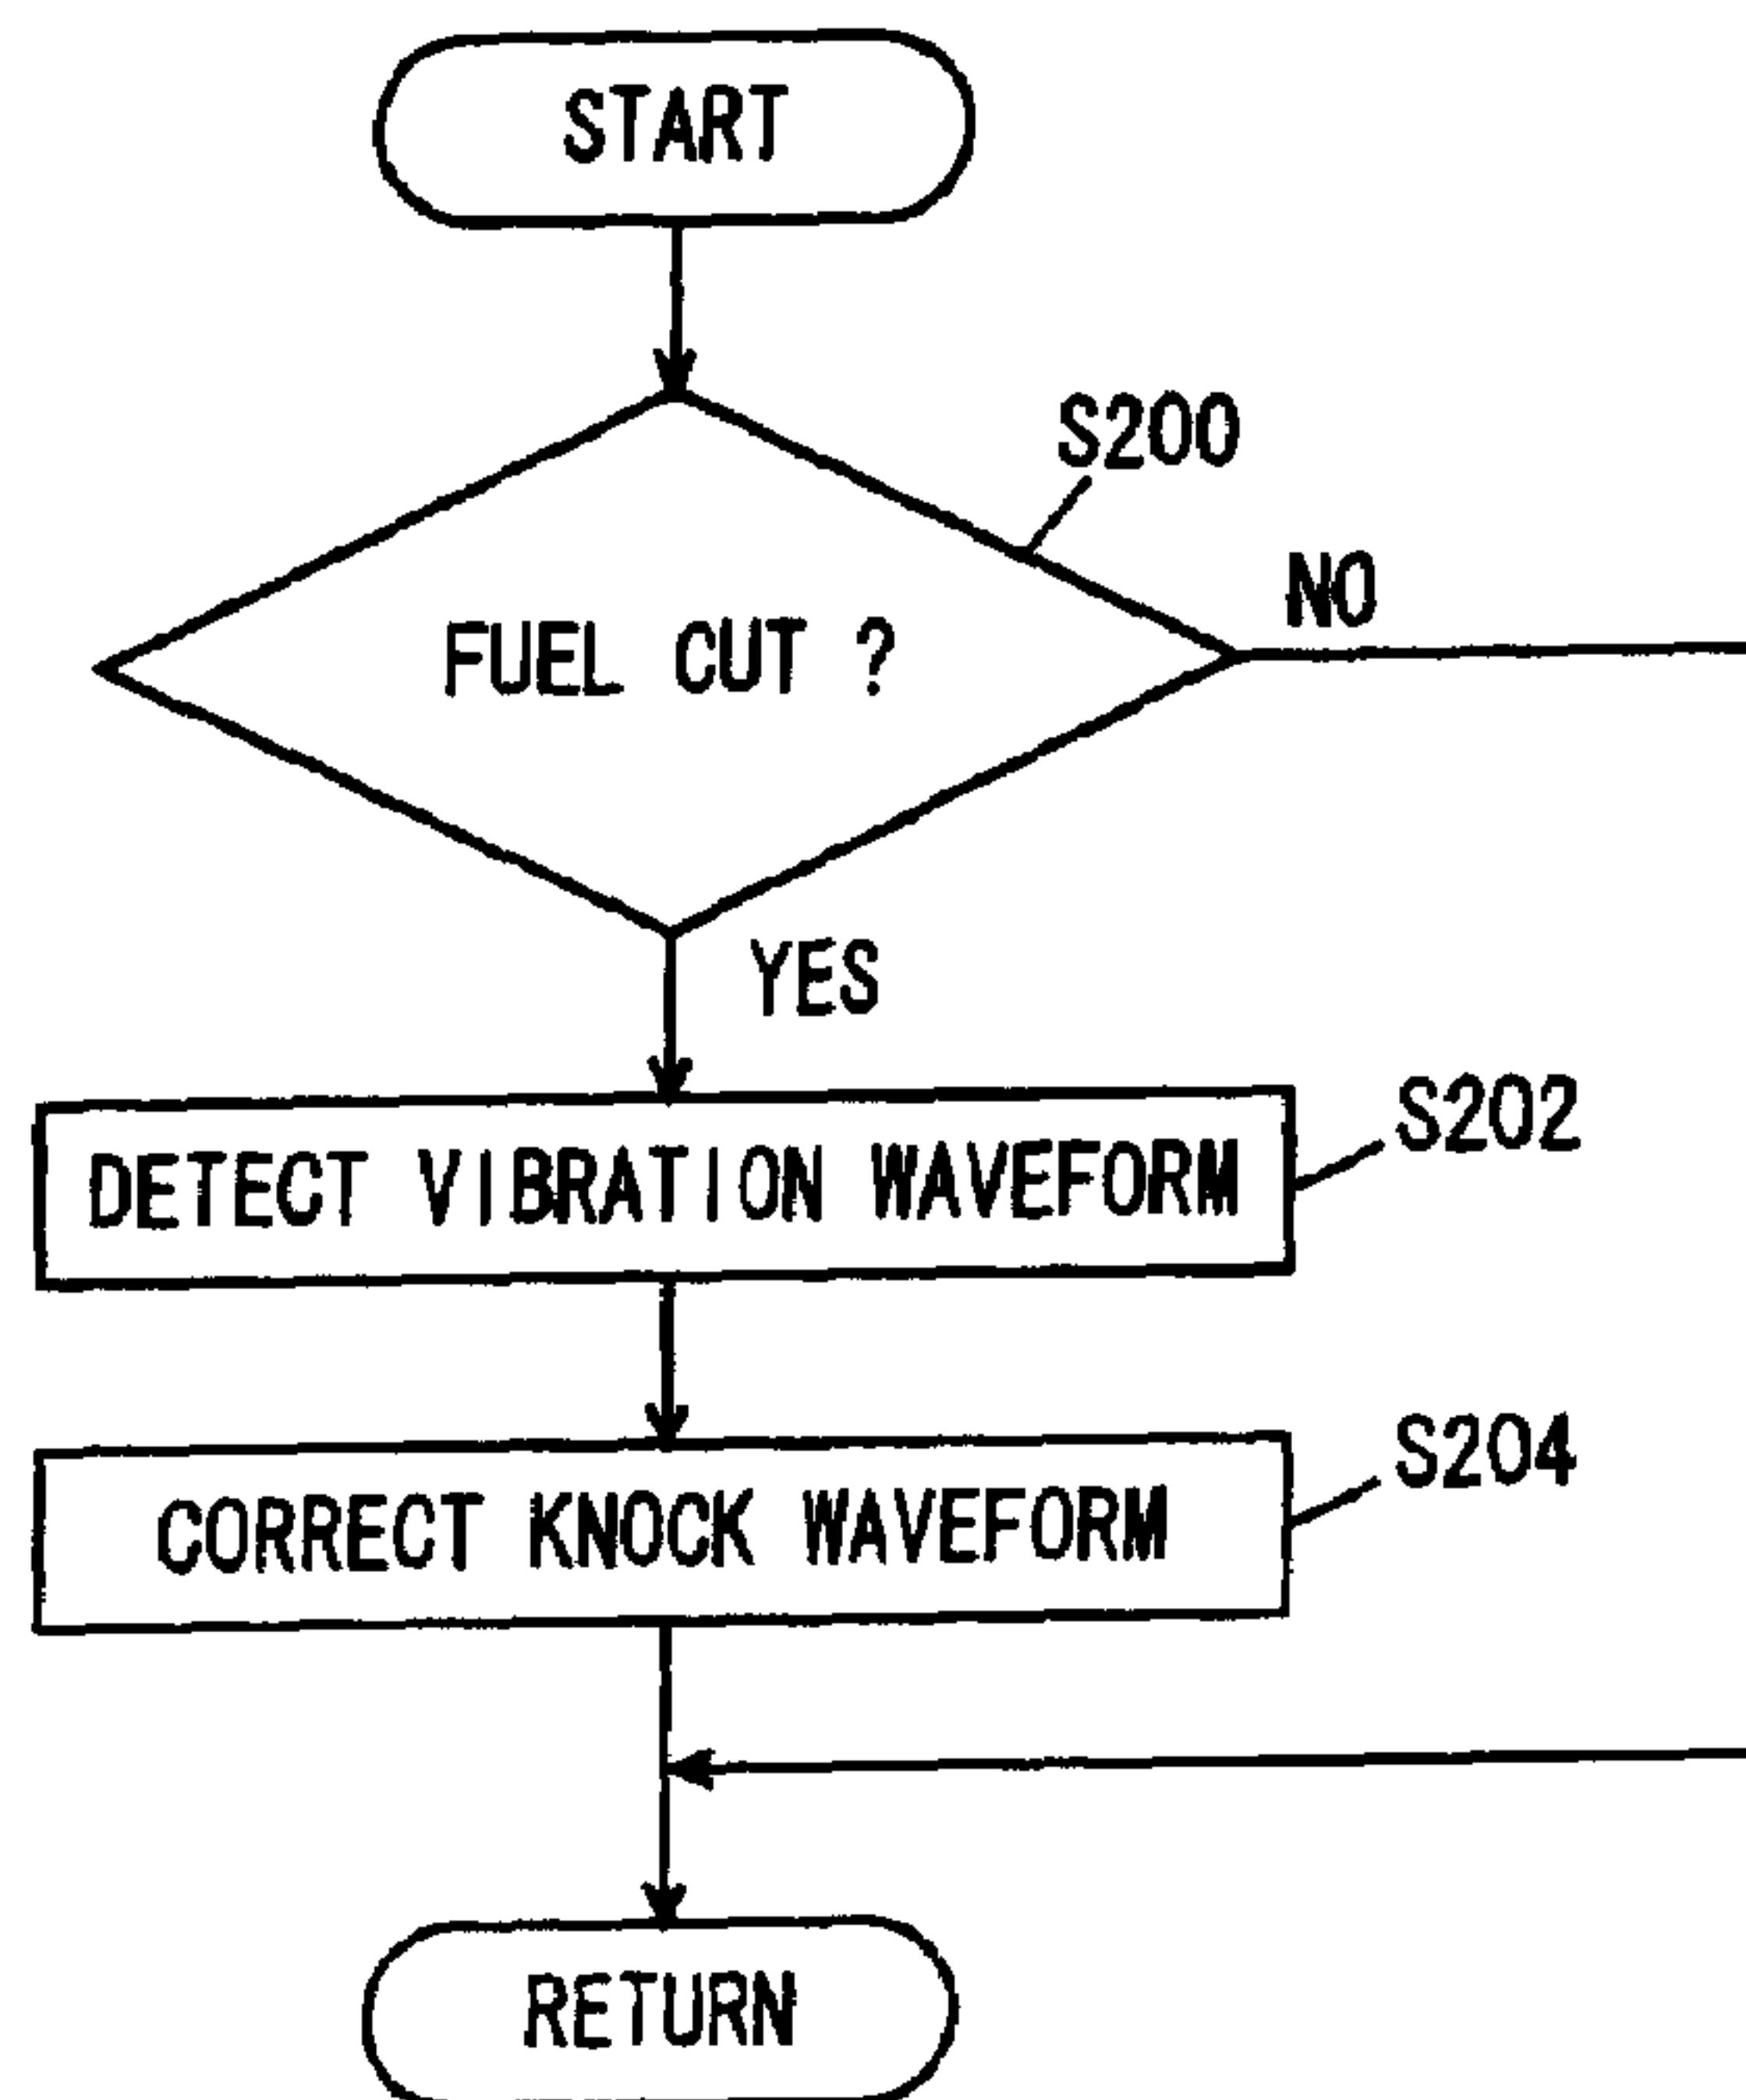 START
S200
NO
FUEL CUT ?
YES
S202
DETECT VIBRATION WAVEFORM
S204
CORRECT KNOCK WAVEFORM
RETURN